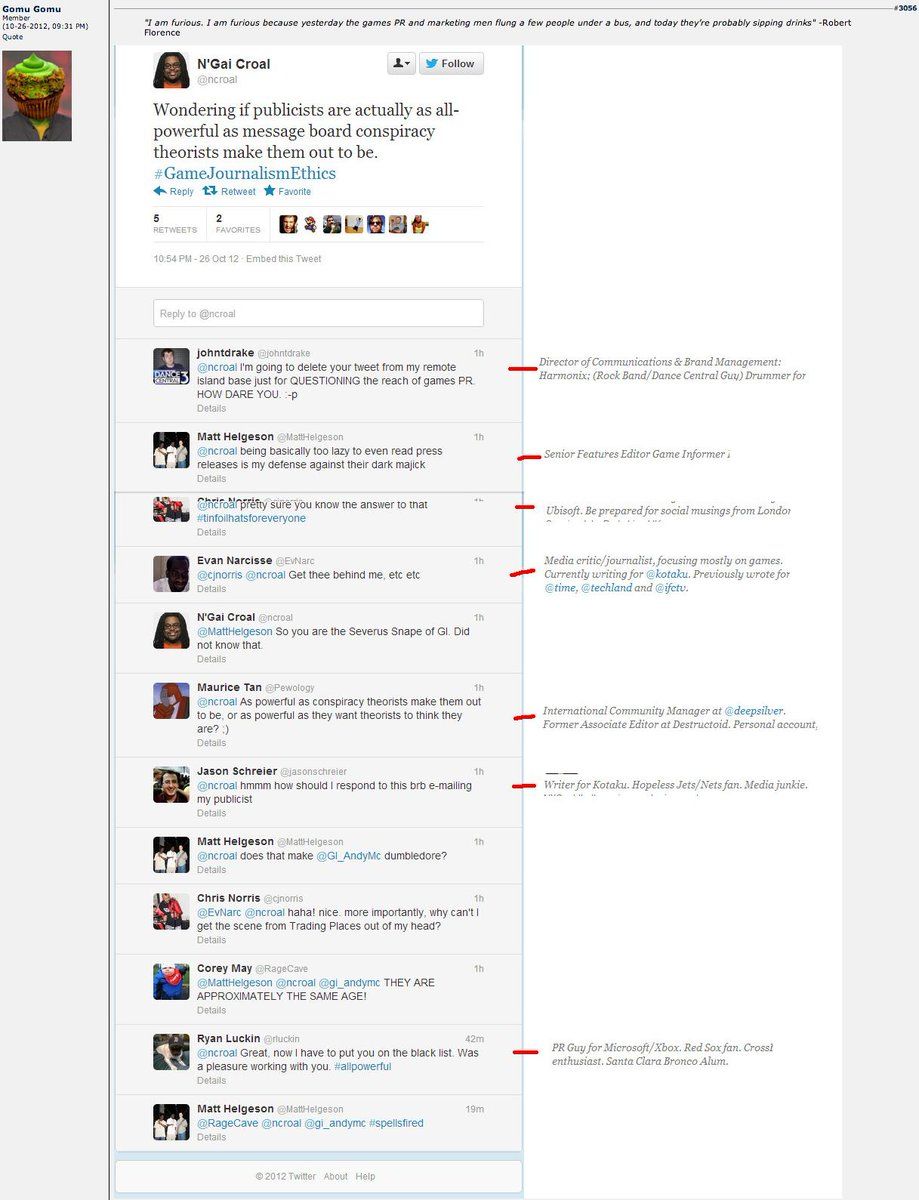 Gomu Gomu
Member
(10-26-2012, 09:31 PM)
Quote
#3056
"I am furious. I am furious because yesterday the games PR and marketing men flung a few people under a bus, and today they're probably sipping drinks" -Robert
Florence
N'Gai Croal
@ncroal
Follow
Wondering if publicists are actually as all-
powerful as message board conspiracy
theorists make them out to be.
#GameJournalismEthics
Reply Retweet Favorite
5 RETWEETS 2 FAVORITES
10:54 PM - 26 Oct 12 · Embed this Tweet
Reply to @ncroal
johntdrake @johntdrake 1h
@ncroal I'm going to delete your tweet from my remote
island base just for QUESTIONING the reach of games PR.
HOW DARE YOU. :-p
Details
DANCE
CENTRAL 3
Director of Communications & Brand Management:
Harmonix; (Rock Band/Dance Central Guy) Drummer for
Matt Helgeson @MattHelgeson 1h
@ncroal being basically too lazy to even read press
releases is my defense against their dark majick
Details
Senior Features Editor Game Informer
Chris Norris
@ncroal pretty sure you know the answer to that
#tinfoilhatsforeveryone
Details
Ubisoft. Be prepared for social musings from London
Evan Narcisse @EvNarc 1h
@cjnorris @ncroal Get thee behind me, etc etc
Details
Media critic/journalist, focusing mostly on games.
Currently writing for @kotaku. Previously wrote for
@time, @techland and @ifctv.
N'Gai Croal @ncroal 1h
@MattHelgeson So you are the Severus Snape of GI. Did
not know that.
Details
Maurice Tan @Pewology 1h
@ncroal As powerful as conspiracy theorists make them out
to be, or as powerful as they want theorists to think they
are? ;)
Details
International Community Manager at @deepsilver.
Former Associate Editor at Destructoid. Personal account,
Jason Schreier @jasonschreier 1h
@ncroal hmmm how should I respond to this brb e-mailing
my publicist
Details
Writer for Kotaku. Hopeless Jets/Nets fan. Media junkie.
Matt Helgeson @MattHelgeson 1h
@ncroal does that make @GI_AndyMc dumbledore?
Details
Chris Norris @cjnorris 1h
@EvNarc @ncroal haha! nice. more importantly, why can't I
get the scene from Trading Places out of my head?
Details
Corey May @RageCave 1h
@MattHelgeson @ncroal @gi_andymc THEY ARE
APPROXIMATELY THE SAME AGE!
Details
Ryan Luckin @rluckin 42m
@ncroal Great, now I have to put you on the black list. Was
a pleasure working with you. #allpowerful
Details
PR Guy for Microsoft/Xbox. Red Sox fan.
enthusiast. Santa Clara Bronco Alum.
Matt Helgeson @MattHelgeson 19m
@RageCave @ncroal @gi_andymc #spellsfired
Details
© 2012 Twitter About Help